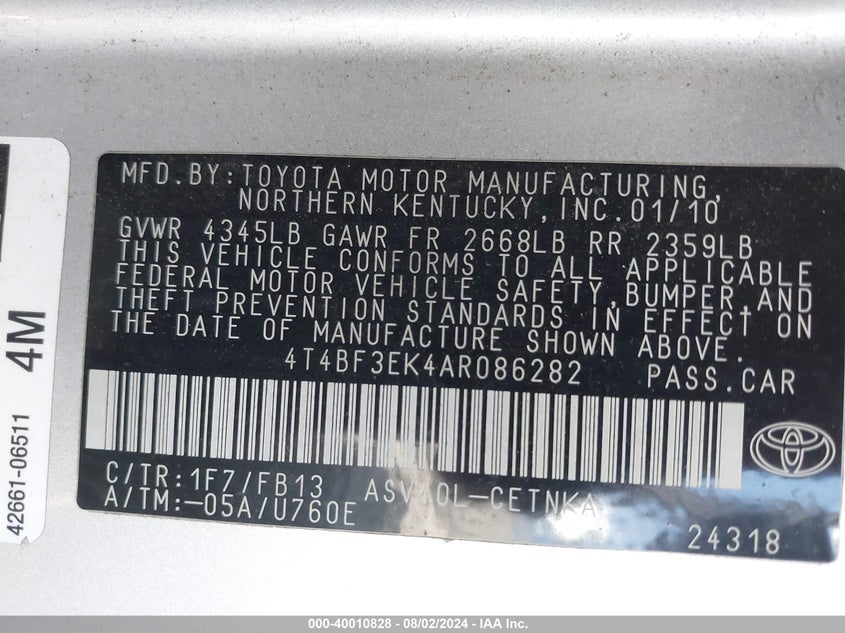 MFD.BY:TOYOTA MOTOR MANUFACTURING,
NORTHERN KENTUCKY,INC.01/10
GVWR 4345LB GAWR FR 2668LB RR 2359LB
THIS VEHICLE CONFORMS TO ALL APPLICABLE
FEDERAL MOTOR VEHICLE SAFETY,BUMPER,AND
THEFT PREVENTION STANDARDS IN EFFECT ON
THE DATE OF MANUFACTURE SHOWN ABOVE.
4T4BF3EK4AR086282 PASS.CAR
C/TR:1F7/FB13 ASV40L-CETNKA
A/TM:-05A/U760E
24318
42661-06511 4M
000-40010828 - 08/02/2024 - IAA Inc.